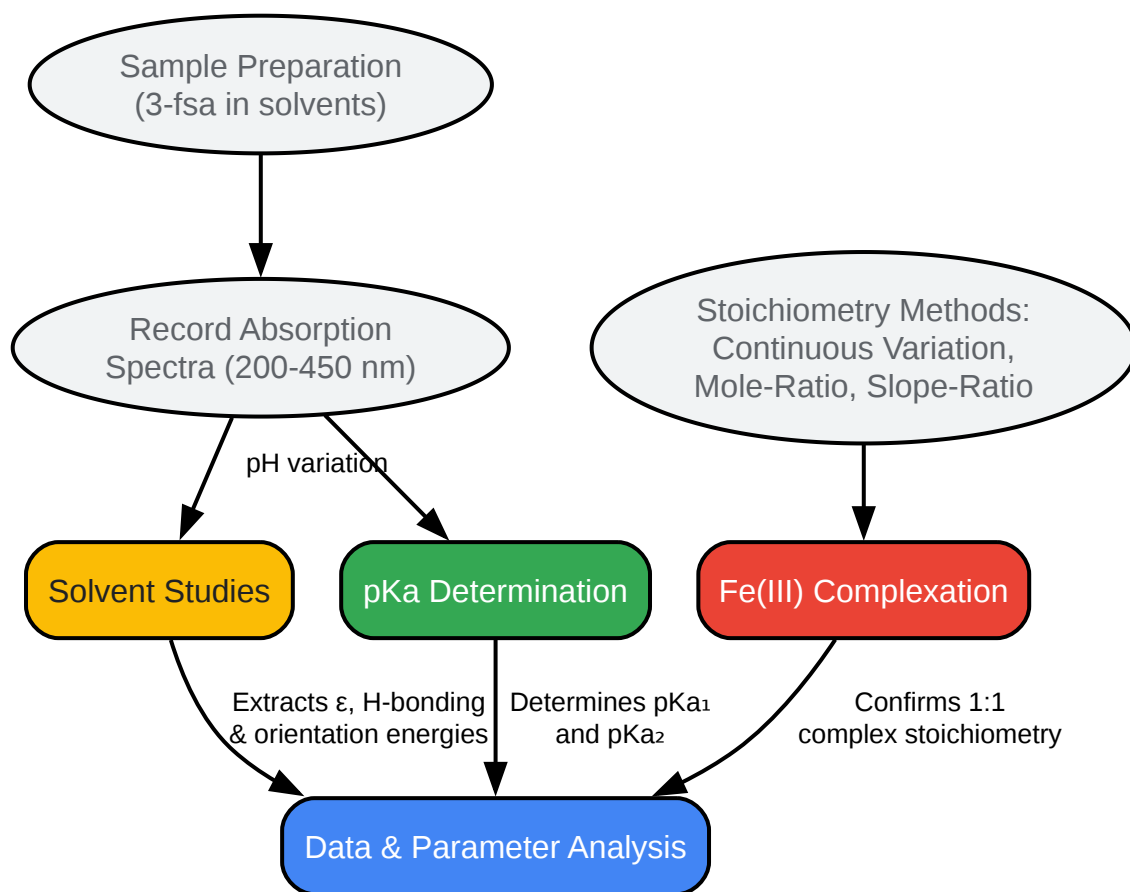 Sample Preparation
(3-fsa in solvents)
Record Absorption
Spectra (200-450 nm)
Stoichiometry Methods:
Continuous Variation,
Mole-Ratio, Slope-Ratio
pH variation
Solvent Studies
pKa Determination
Fe(III) Complexation
Extracts ε, H-bonding
& orientation energies
Determines pKa₁
and pKa₂
Confirms 1:1
complex stoichiometry
Data & Parameter Analysis